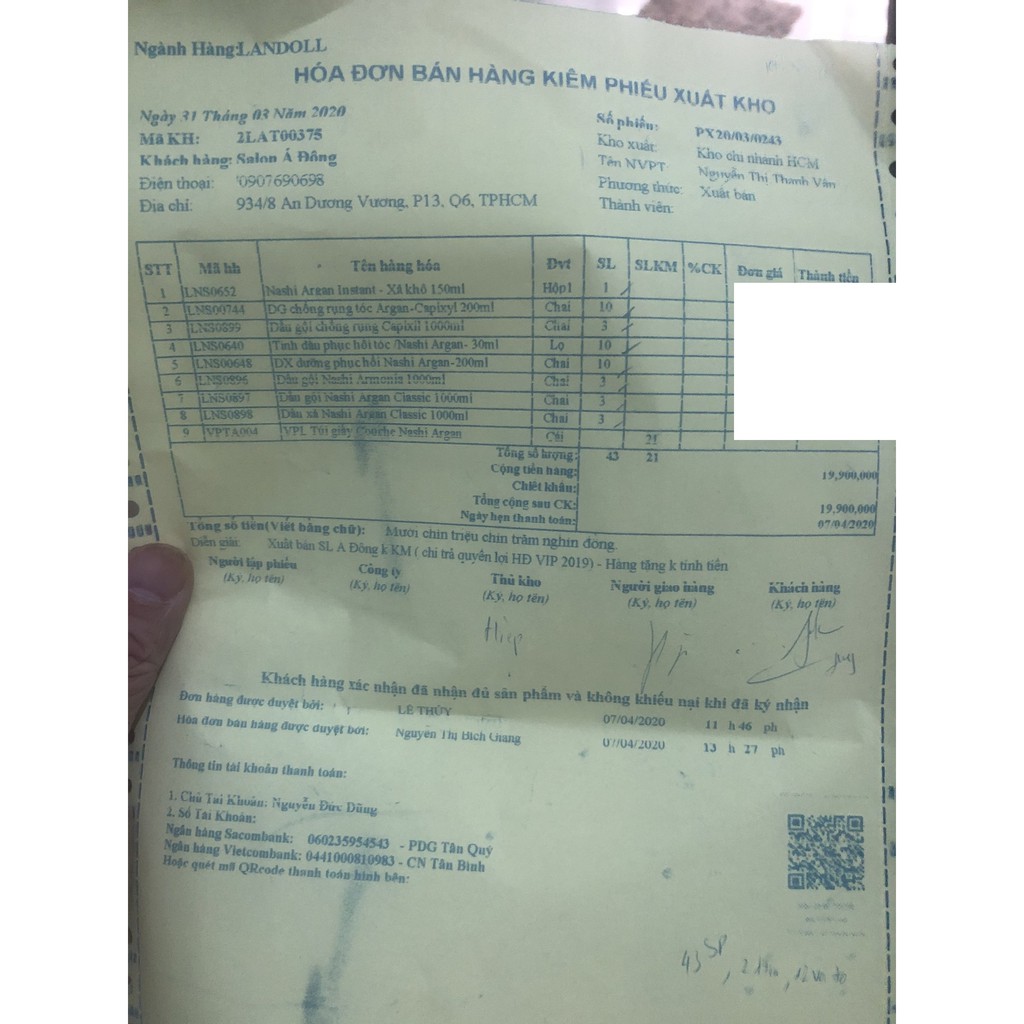 Ngành Hàng:LANDOLL
HÓA ĐƠN BÁN HÀNG KIÊM PHIẾU XUẤT KHO
Ngày 31 Tháng 03 Năm 2020
Mã KH: 2LAT00375
Khách hàng: Salon Á Đông
Điện thoại: '0907690698
Địa chỉ: 934/8 An Dương Vương, P13, Q6, TPHCM
Số phiếu: PX20/03/0243
Kho xuất: Kho chi nhánh HCM
Tên NVPT Nguyễn Thị Thanh Vân
Phương thức: Xuất bán
Thành viên:
STT Mã hh Tên hàng hóa Đvt SL SLKM %CK Đơn giá Thành tiền
1 LNS0652 Nashi Argan Instant - Xả khô 150ml Hộp1 1
2 LNS00744 DG chống rụng tóc Argan-Capixyl 200ml Chai 10
3 LNS0899 Dầu gội chống rụng Capixil 1000ml Chai 3
4 LNS0640 Tinh dầu phục hồi tóc /Nashi Argan- 30ml Lọ 10
5 LNS00648 DX dưỡng phục hồi Nashi Argan-200ml Chai 10
6 LNS0896 Dầu gội Nashi Armonia 1000ml Chai 3
7 LNS0897 Dầu gội Nashi Argan Classic 1000ml Chai 3
8 LNS0898 Dầu xả Nashi Argan Classic 1000ml Chai 3
9 VPTA004 VPL Túi giấy Couche Nashi Argan Cái 21
Tổng số lượng: 43 21
Cộng tiền hàng: 19,900,000
Chiết khấu:
Tổng cộng sau CK: 19,900,000
Ngày hẹn thanh toán: 07/04/2020
Tổng số tiền(Viết bằng chữ): Mười chín triệu chín trăm nghìn đồng.
Diễn giải: Xuất bán SL A Đông k KM ( chi trả quyền lợi HĐ VIP 2019) - Hàng tặng k tính tiền
Người lập phiếu Công ty Thủ kho Người giao hàng Khách hàng
(Ký, họ tên) (Ký, họ tên) (Ký, họ tên) (Ký, họ tên) (Ký, họ tên)
Hiệp
Khách hàng xác nhận đã nhận đủ sản phẩm và không khiếu nại khi đã ký nhận
Đơn hàng được duyệt bởi: LÊ THÚY 07/04/2020 11 h 46 ph
Hóa đơn bán hàng được duyệt bởi: Nguyễn Thị Bích Giang 07/04/2020 13 h 27 ph
Thông tin tài khoản thanh toán:
1. Chủ Tài Khoản: Nguyễn Đức Dũng
2. Số Tài Khoản:
Ngân hàng Sacombank: 060235954543 - PDG Tân Quý
Ngân hàng Vietcombank: 0441000810983 - CN Tân Bình
Hoặc quét mã QRcode thanh toán hình bên:
43 SP